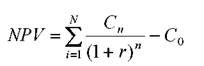 NPV = \sum_{i=1}^{N} \frac{C_n}{(1+r)^n} - C_0